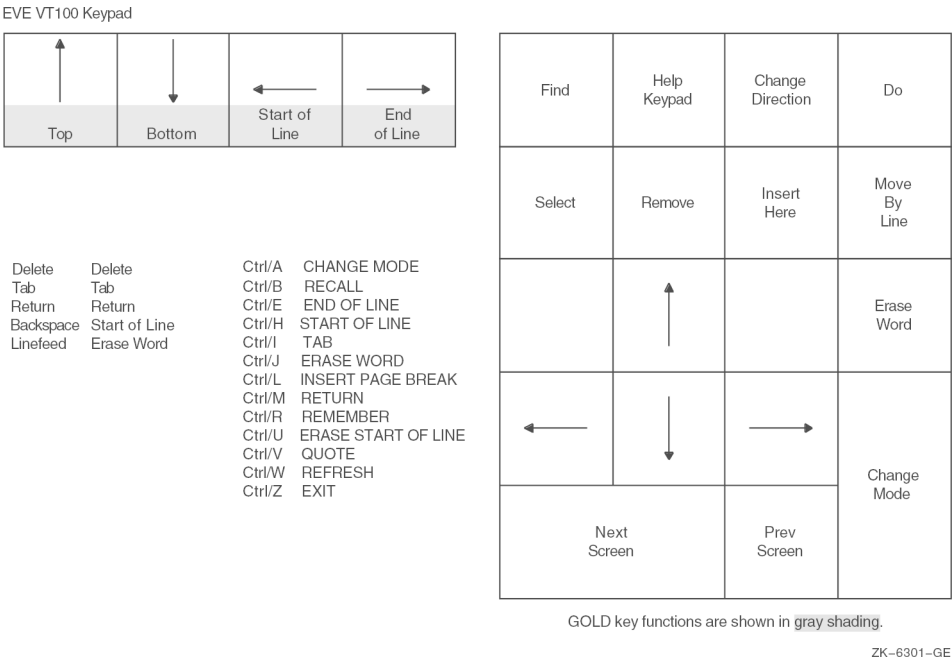 EVE VT100 Keypad
Top
Bottom
Start of
Line
End
of Line
Find
Help
Keypad
Change
Direction
Do
Select
Remove
Insert
Here
Move
By
Line
Erase
Word
Change
Mode
Next
Screen
Prev
Screen
Delete Delete
Tab Tab
Return Return
Backspace Start of Line
Linefeed Erase Word
Ctrl/A CHANGE MODE
Ctrl/B RECALL
Ctrl/E END OF LINE
Ctrl/H START OF LINE
Ctrl/I TAB
Ctrl/J ERASE WORD
Ctrl/L INSERT PAGE BREAK
Ctrl/M RETURN
Ctrl/R REMEMBER
Ctrl/U ERASE START OF LINE
Ctrl/V QUOTE
Ctrl/W REFRESH
Ctrl/Z EXIT
GOLD key functions are shown in gray shading.
ZK−6301−GE